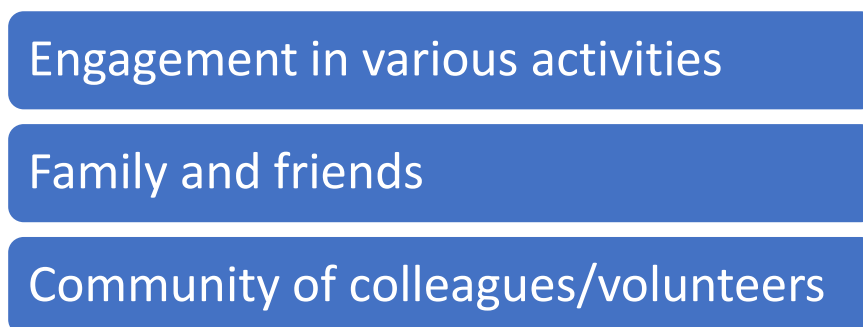 Engagement in various activities
Family and friends
Community of colleagues/volunteers